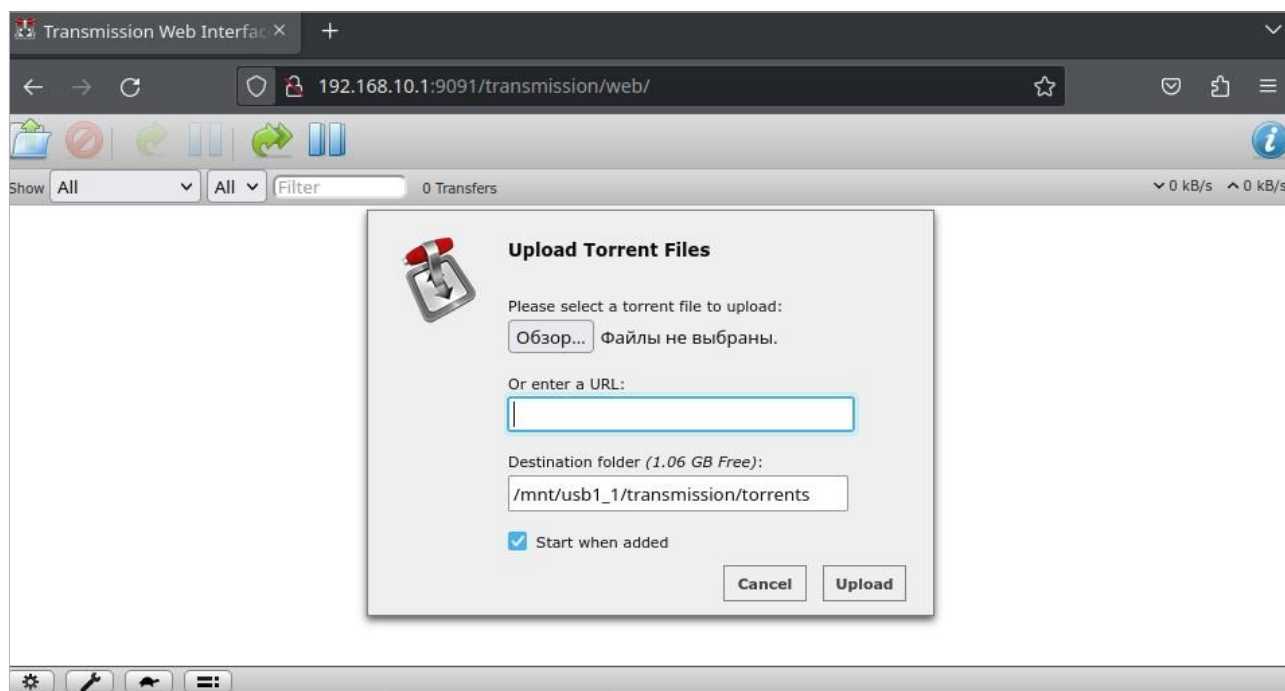 Transmission Web Interfac
192.168.10.1:9091/transmission/web/
Show All All Filter 0 Transfers 0 kB/s 0 kB/s
Upload Torrent Files
Please select a torrent file to upload:
Обзор... Файлы не выбраны.
Or enter a URL:
Destination folder (1.06 GB Free):
/mnt/usb1_1/transmission/torrents
Start when added
Cancel Upload